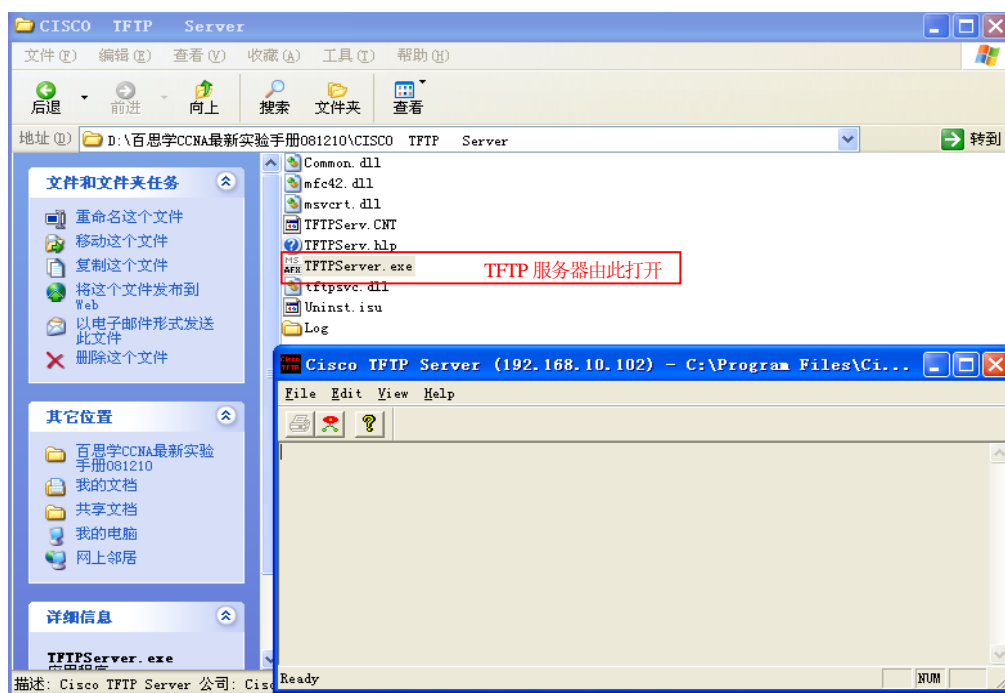 CISCO TFTP Server
文件(F) 编辑(E) 查看(V) 收藏(A) 工具(T) 帮助(H)
后退 前进 向上 搜索 文件夹 查看
地址(D) D:\百思学CCNA最新实验手册081210\CISCO TFTP Server 转到
文件和文件夹任务
重命名这个文件
移动这个文件
复制这个文件
将这个文件发布到
Web
以电子邮件形式发送
此文件
删除这个文件
其它位置
百思学CCNA最新实验
手册081210
我的文档
共享文档
我的电脑
网上邻居
详细信息
TFTPServer.exe
应用程序
Common.dll
mfc42.dll
msvcrt.dll
TFTPServ.CNT
TFTPServ.hlp
MS
AFX
TFTPServer.exe TFTP 服务器由此打开
tftpsvc.dll
Uninst.isu
Log
Cisco TFTP Server (192.168.10.102) - C:\Program Files\Ci...
File Edit View Help
Ready NUM
描述: Cisco TFTP Server 公司: Cisc